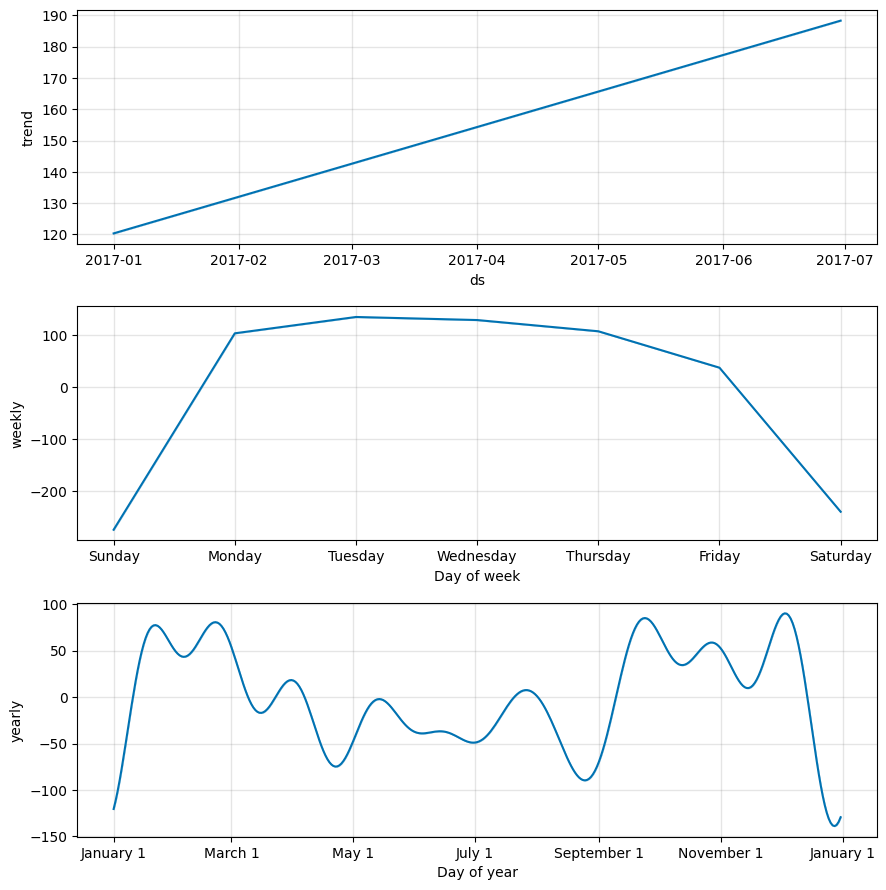 190
180
170
160
150
140
130
120
trend
2017-01 2017-02 2017-03 2017-04 2017-05 2017-06 2017-07
ds
100
0
−100
−200
weekly
Sunday Monday Tuesday Wednesday Thursday Friday Saturday
Day of week
100
50
0
−50
−100
−150
yearly
January 1 March 1 May 1 July 1 September 1 November 1 January 1
Day of year